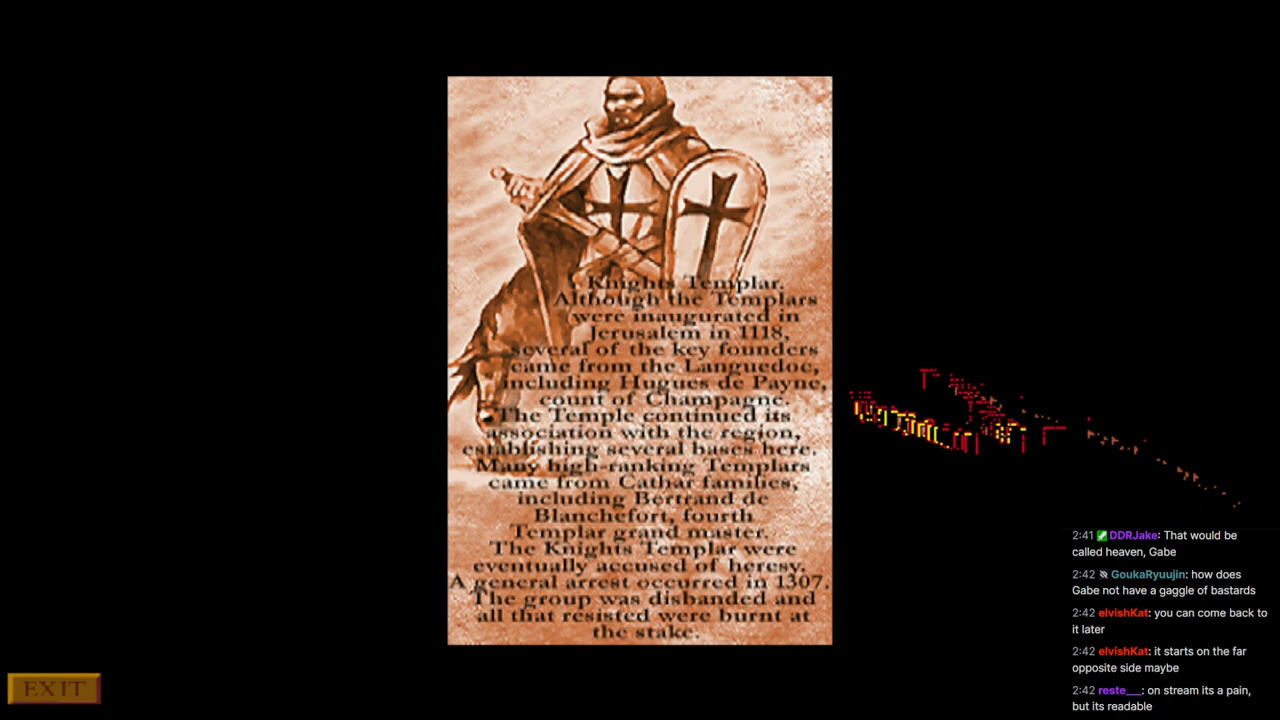 Knights Templar.
Although the Templars
were inaugurated in
Jerusalem in 1118,
several of the key founders
came from the Languedoc,
including Hugues de Payne,
count of Champagne.
The Temple continued its
association with the region,
establishing several bases here.
Many high-ranking Templars
came from Cathar families,
including Bertrand de
Blanchefort, fourth
Templar grand master.
The Knights Templar were
eventually accused of heresy.
A general arrest occurred in 1307.
The group was disbanded and
all that resisted were burnt at
the stake.
2:41 DDRJake: That would be
called heaven, Gabe
2:42 GoukaRyuujin: how does
Gabe not have a gaggle of bastards
2:42 elvishKat: you can come back to
it later
2:42 elvishKat: it starts on the far
opposite side maybe
2:42 reste___: on stream its a pain,
but its readable
EXIT